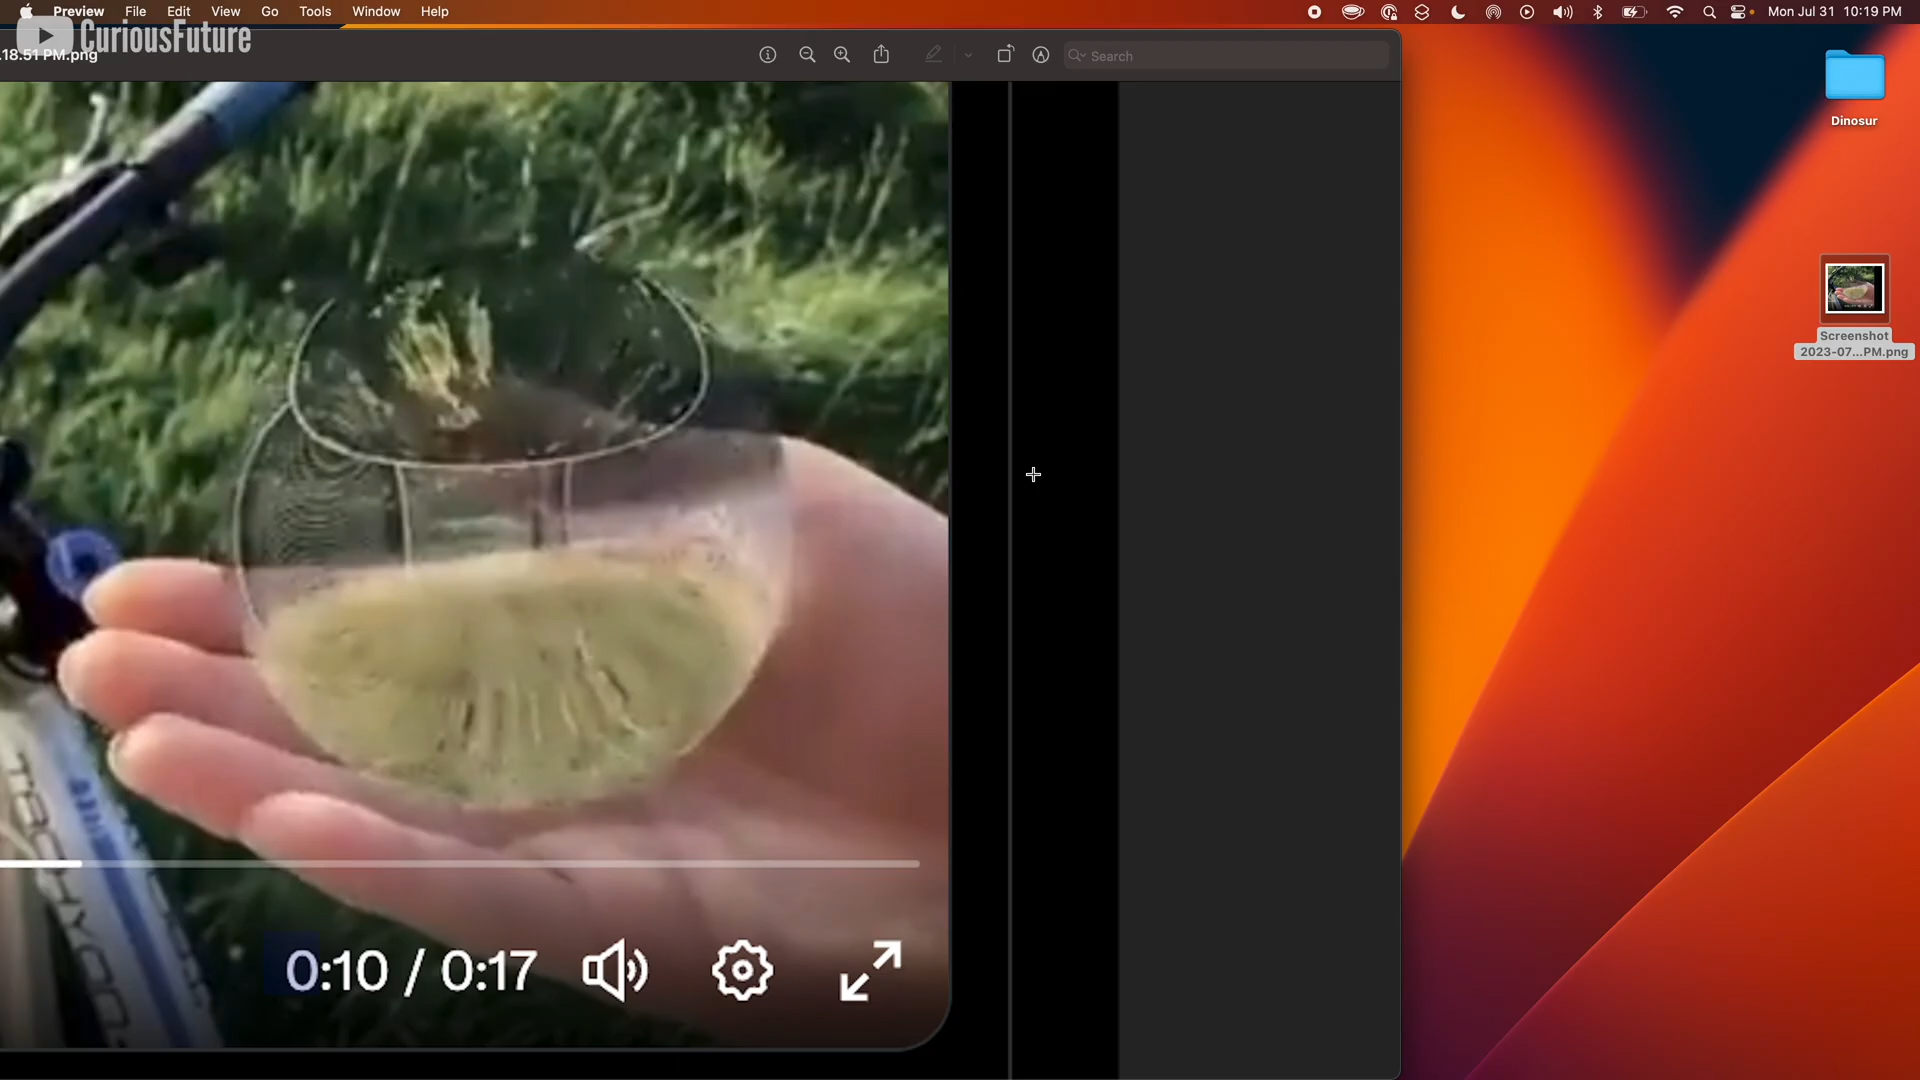 Preview File Edit View Go Tools Window Help
Mon Jul 31 10:19 PM
CuriousFuture
.18.51 PM.png
Search
Dinosur
Screenshot
2023-07...PM.png
TACHYON
0:10 / 0:17